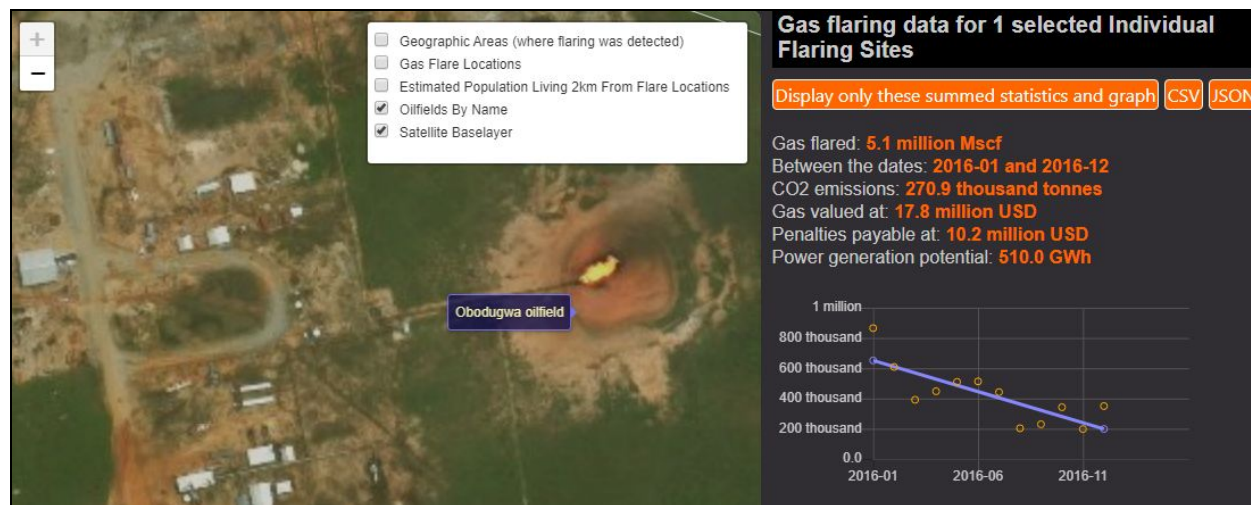 +
−
Geographic Areas (where flaring was detected)
Gas Flare Locations
Estimated Population Living 2km From Flare Locations
Oilfields By Name
Satellite Baselayer
Obodugwa oilfield
Gas flaring data for 1 selected Individual
Flaring Sites
Display only these summed statistics and graph CSV JSON
Gas flared: 5.1 million Mscf
Between the dates: 2016-01 and 2016-12
CO2 emissions: 270.9 thousand tonnes
Gas valued at: 17.8 million USD
Penalties payable at: 10.2 million USD
Power generation potential: 510.0 GWh
1 million
800 thousand
600 thousand
400 thousand
200 thousand
0.0
2016-01 2016-06 2016-11